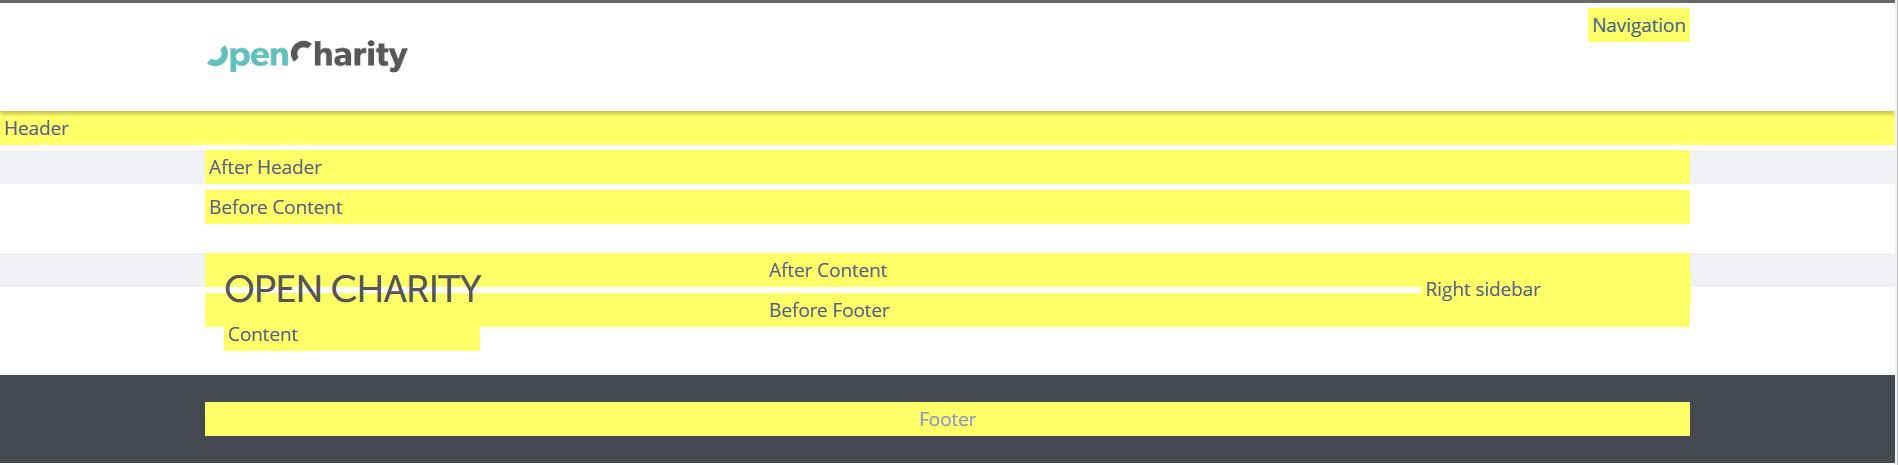 Navigation
openCharity
Header
After Header
Before Content
After Content
OPEN CHARITY
Right sidebar
Before Footer
Content
Footer